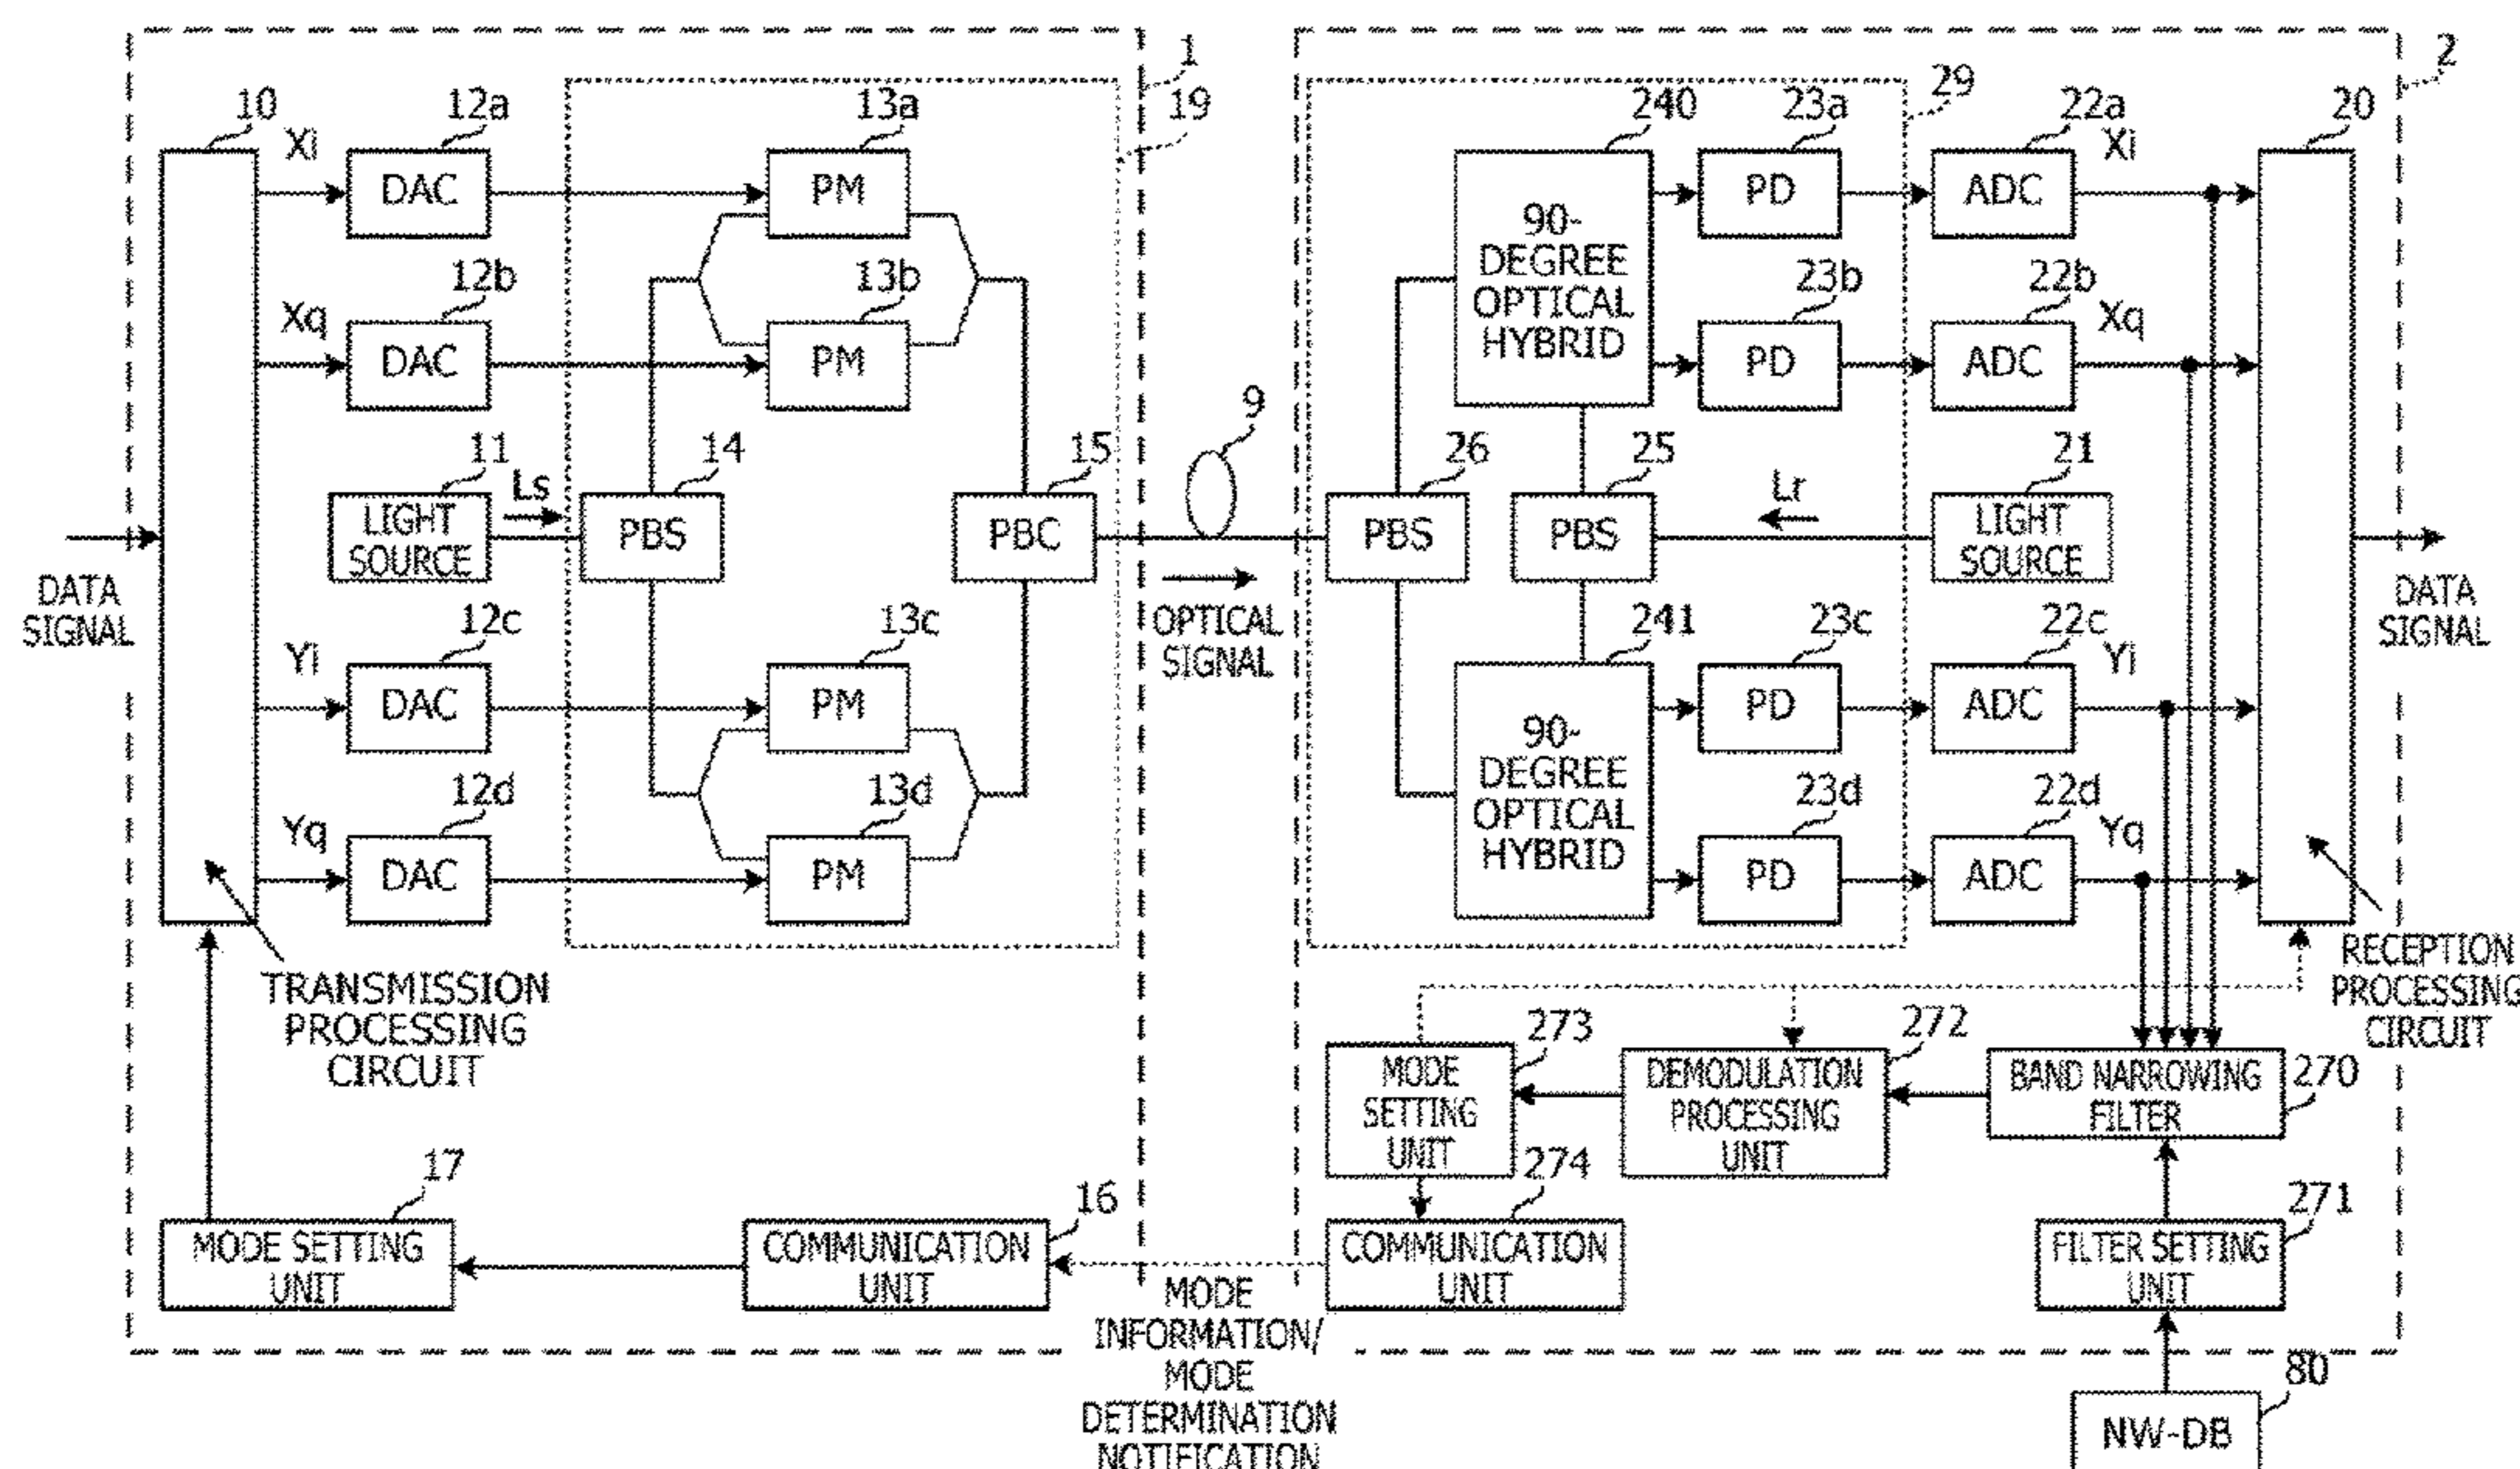 1
2
10
12a
13a
19
240
23a
29
22a
20
Xi
DAC
PM
90-
DEGREE
OPTICAL
HYBRID
PD
ADC
Xi
12b
13b
23b
22b
Xq
DAC
PM
PD
ADC
Xq
11
Ls
14
15
9
26
25
Lr
21
LIGHT
SOURCE
PBS
PBC
PBS
PBS
LIGHT
SOURCE
DATA
SIGNAL
OPTICAL
SIGNAL
DATA
SIGNAL
12c
13c
241
23c
22c
Yi
DAC
PM
90-
DEGREE
OPTICAL
HYBRID
PD
ADC
Yi
12d
13d
23d
22d
Yq
DAC
PM
PD
ADC
Yq
TRANSMISSION
PROCESSING
CIRCUIT
RECEPTION
PROCESSING
CIRCUIT
273
MODE
SETTING
UNIT
272
DEMODULATION
PROCESSING
UNIT
BAND NARROWING
FILTER
270
17
MODE SETTING
UNIT
16
COMMUNICATION
UNIT
274
COMMUNICATION
UNIT
271
FILTER SETTING
UNIT
MODE
INFORMATION/
MODE
DETERMINATION
NOTIFICATION
80
NW-DB